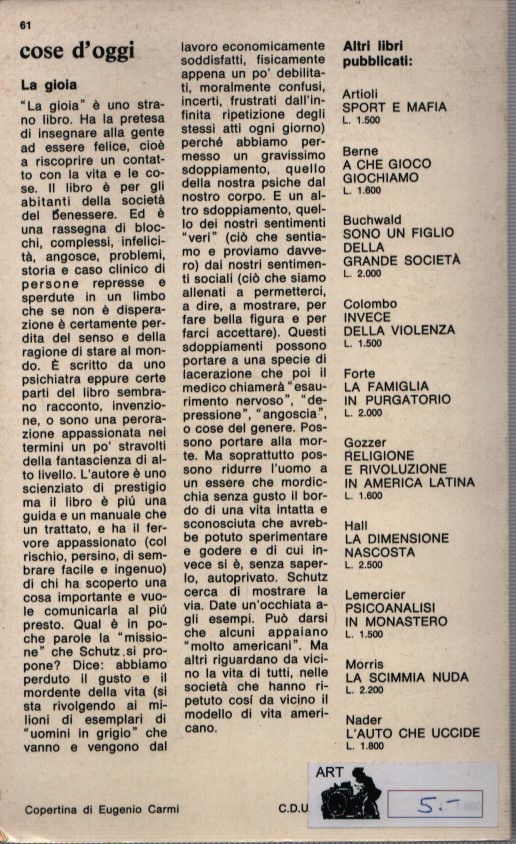 61
cose d'oggi
La gioia
"La gioia" è uno stra-
no libro. Ha la pretesa
di insegnare alla gente
ad essere felice, cioè
a riscoprire un contat-
to con la vita e le co-
se. Il libro è per gli
abitanti della società
del benessere. Ed è
una rassegna di bloc-
chi, complessi, infelici-
tà, angosce, problemi,
storia e caso clinico di
persone represse e
sperdute in un limbo
che se non è dispera-
zione è certamente per-
dita del senso e della
ragione di stare al mon-
do. È scritto da uno
psichiatra eppure certe
parti del libro sembra-
no racconto, invenzio-
ne, o sono una perora-
zione appassionata nei
termini un po' stravolti
della fantascienza di al-
to livello. L'autore è uno
scienziato di prestigio
ma il libro è piú una
guida e un manuale che
un trattato, e ha il fer-
vore appassionato (col
rischio, persino, di sem-
brare facile e ingenuo)
di chi ha scoperto una
cosa importante e vuo-
le comunicarla al piú
presto. Qual è in po-
che parole la "missio-
ne" che Schutz si pro-
pone? Dice: abbiamo
perduto il gusto e il
mordente della vita (si
sta rivolgendo ai mi-
lioni di esemplari di
"uomini in grigio" che
vanno e vengono dal
lavoro economicamente
soddisfatti, fisicamente
appena un po' debilita-
ti, moralmente confusi,
incerti, frustrati dall'in-
finita ripetizione degli
stessi atti ogni giorno)
perché abbiamo per-
messo un gravissimo
sdoppiamento, quello
della nostra psiche dal
nostro corpo. E un al-
tro sdoppiamento, quel-
lo dei nostri sentimenti
"veri" (ciò che sentia-
mo e proviamo davve-
ro) dai nostri sentimen-
ti sociali (ciò che siamo
allenati a permetterci,
a dire, a mostrare, per
fare bella figura e per
farci accettare). Questi
sdoppiamenti possono
portare a una specie di
lacerazione che poi il
medico chiamerà "esau-
rimento nervoso", "de-
pressione", "angoscia",
o cose del genere. Pos-
sono portare alla mor-
te. Ma soprattutto pos-
sono ridurre l'uomo a
un essere che mordic-
chia senza gusto il bor-
do di una vita intatta e
sconosciuta che avreb-
be potuto sperimentare
e godere e di cui in-
vece si è, senza saper-
lo, autoprivato. Schutz
cerca di mostrare la
via. Date un'occhiata a-
gli esempi. Può darsi
che alcuni appaiano
"molto americani". Ma
altri riguardano da vici-
no la vita di tutti, nelle
società che hanno ri-
petuto cosí da vicino il
modello di vita ameri-
cano.
Altri libri
pubblicati:
Artioli
SPORT E MAFIA
L. 1.500
Berne
A CHE GIOCO
GIOCHIAMO
L. 1.600
Buchwald
SONO UN FIGLIO
DELLA
GRANDE SOCIETÀ
L. 2.000
Colombo
INVECE
DELLA VIOLENZA
L. 1.500
Forte
LA FAMIGLIA
IN PURGATORIO
L. 2.000
Gozzer
RELIGIONE
E RIVOLUZIONE
IN AMERICA LATINA
L. 1.600
Hall
LA DIMENSIONE
NASCOSTA
L. 2.500
Lemercier
PSICOANALISI
IN MONASTERO
L. 1.500
Morris
LA SCIMMIA NUDA
L. 2.200
Nader
L'AUTO CHE UCCIDE
L. 1.800
Copertina di Eugenio Carmi
C.D.U
ART
5.-